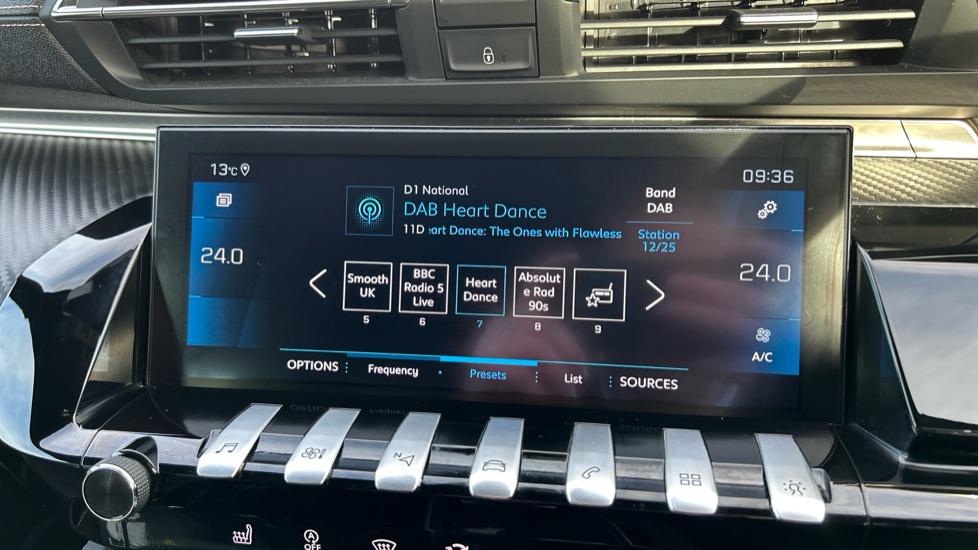 13°C
09:36
D1 National
DAB Heart Dance
11D :art Dance: The Ones with Flawless
Band
DAB
Station
12/25
24.0
24.0
Smooth
UK
5
BBC
Radio 5
Live
6
Heart
Dance
7
Absolut
e Rad
90s
8
9
A/C
OPTIONS
Frequency
Presets
List
SOURCES
N
A
OFF